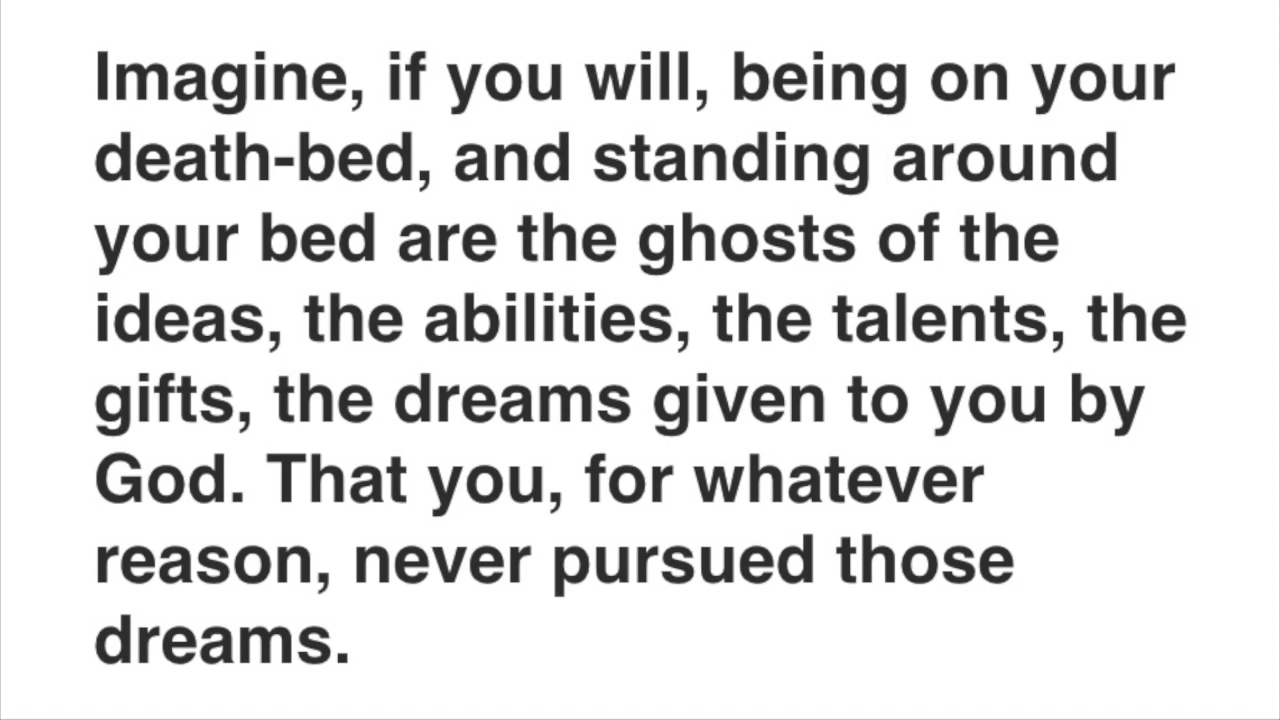 Imagine, if you will, being on your
death-bed, and standing around
your bed are the ghosts of the
ideas, the abilities, the talents, the
gifts, the dreams given to you by
God. That you, for whatever
reason, never pursued those
dreams.